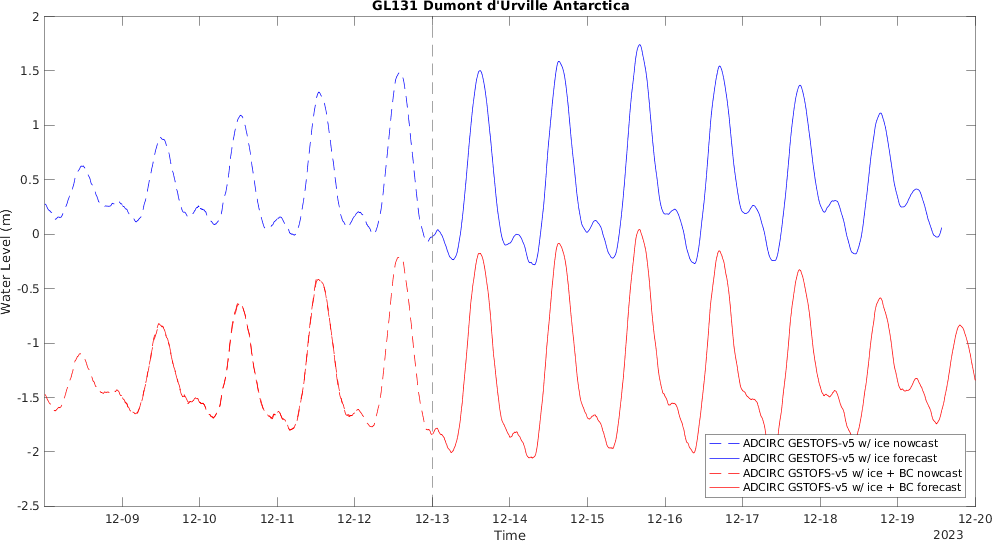 GL131 Dumont d'Urville Antarctica
2
1.5
1
0.5
0
-0.5
-1
-1.5
-2
-2.5
Water Level (m)
ADCIRC GESTOFS-v5 w/ ice nowcast
ADCIRC GESTOFS-v5 w/ ice forecast
ADCIRC GSTOFS-v5 w/ ice + BC nowcast
ADCIRC GSTOFS-v5 w/ ice + BC forecast
12-09 12-10 12-11 12-12 12-13 12-14 12-15 12-16 12-17 12-18 12-19 12-20
Time
2023